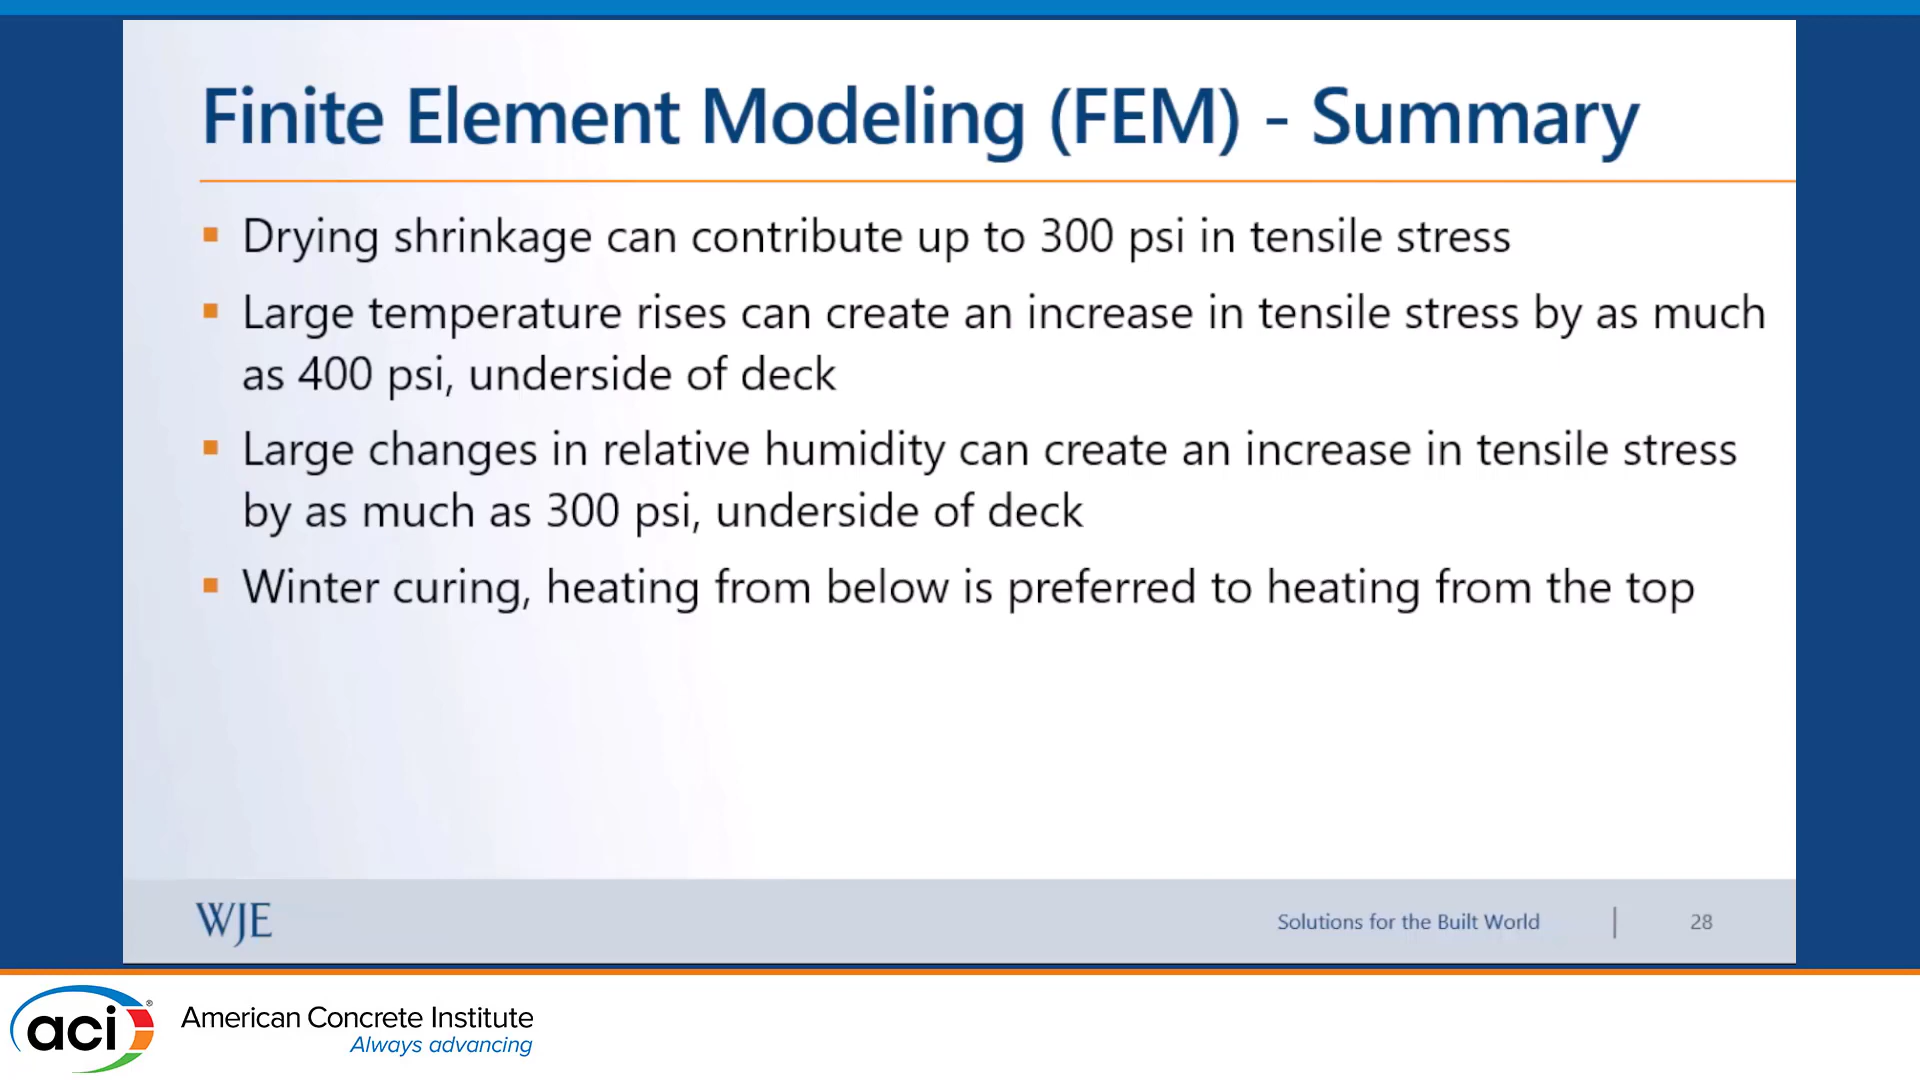 Finite Element Modeling (FEM) - Summary
▪ Drying shrinkage can contribute up to 300 psi in tensile stress
▪ Large temperature rises can create an increase in tensile stress by as much
as 400 psi, underside of deck
▪ Large changes in relative humidity can create an increase in tensile stress
by as much as 300 psi, underside of deck
▪ Winter curing, heating from below is preferred to heating from the top
WJE
Solutions for the Built World | 28
aci®
American Concrete Institute
Always advancing